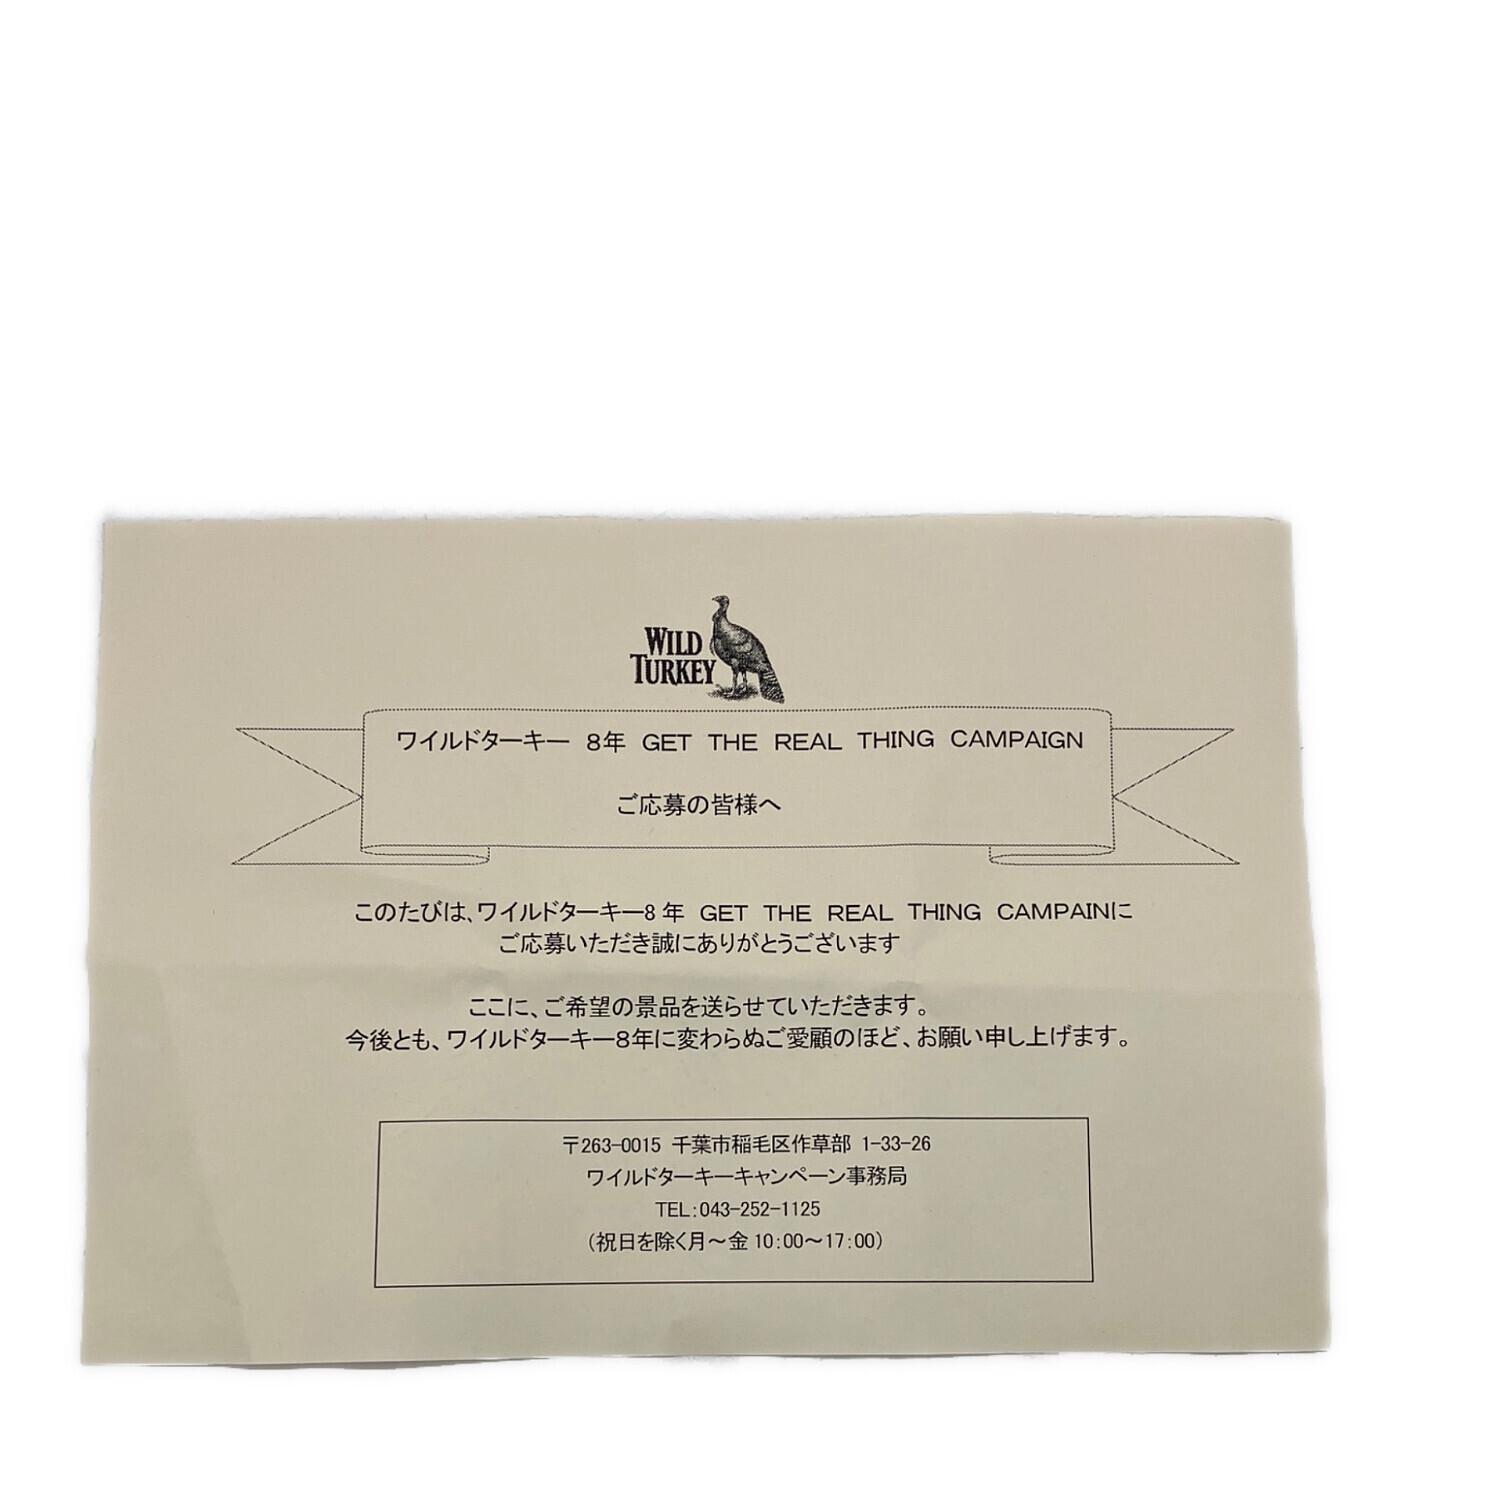 WILD
TURKEY
ワイルドターキー 8年 GET THE REAL THING CAMPAIGN
ご応募の皆様へ
このたびは、ワイルドターキー8年 GET THE REAL THING CAMPAINに
ご応募いただき誠にありがとうございます
ここに、ご希望の景品を送らせていただきます。
今後とも、ワイルドターキー8年に変わらぬご愛顧のほど、お願い申し上げます。
〒263-0015 千葉市稲毛区作草部 1-33-26
ワイルドターキーキャンペーン事務局
TEL:043-252-1125
(祝日を除く月～金 10:00～17:00)